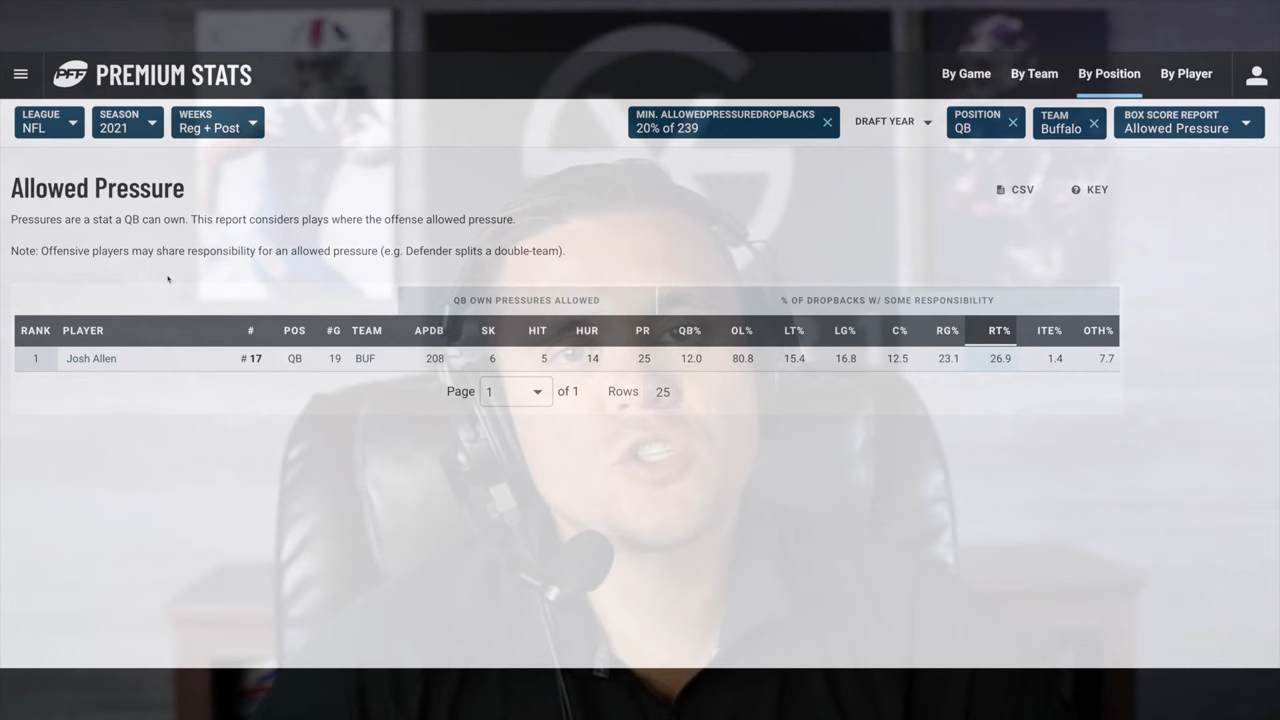 PFF PREMIUM STATS By Game By Team By Position By Player
LEAGUE SEASON WEEKS MIN. ALLOWEDPRESSUREDROPBACKS DRAFT YEAR POSITION TEAM BOX SCORE REPORT
NFL 2021 Reg + Post 20% of 239 QB Buffalo Allowed Pressure
Allowed Pressure CSV KEY
Pressures are a stat a QB can own. This report considers plays where the offense allowed pressure.
Note: Offensive players may share responsibility for an allowed pressure (e.g. Defender splits a double-team).
QB OWN PRESSURES ALLOWED % OF DROPBACKS W/ SOME RESPONSIBILITY
RANK PLAYER # POS #G TEAM APDB SK HIT HUR PR QB% OL% LT% LG% C% RG% RT% ITE% OTH%
1 Josh Allen # 17 QB 19 BUF 208 6 5 14 25 12.0 80.8 15.4 16.8 12.5 23.1 26.9 1.4 7.7
Page 1 of 1 Rows 25